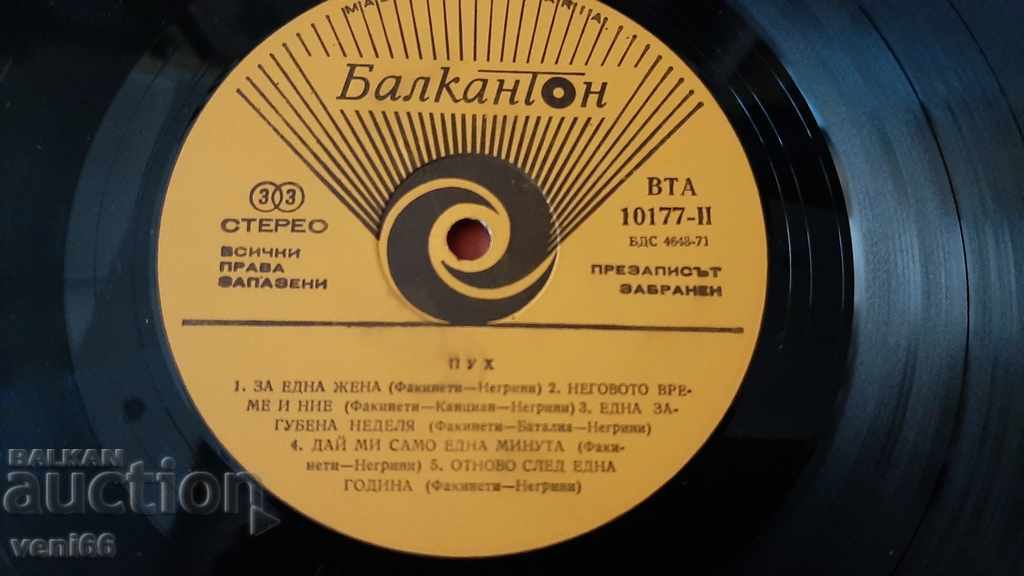 БалканТон
33
СТЕРЕО
ВСИЧКИ
ПРАВА
ЗАПАЗЕНИ
ВТА
10177-II
БДС 4648-71
ПРЕЗАПИСЪТ
ЗАБРАНЕН
ПУХ
1. ЗА ЕДНА ЖЕНА (Факинети—Негрини) 2. НЕГОВОТО ВРЕ-
МЕ И НИЕ (Факинети—Канциан—Негрини) 3. ЕДНА ЗА-
ГУБЕНА НЕДЕЛЯ (Факинети—Баталиа—Негрини)
4. ДАЙ МИ САМО ЕДНА МИНУТА (Факи-
нети—Негрини) 5. ОТНОВО СЛЕД ЕДНА
ГОДИНА (Факинети—Негрини)
BALKAN
auction
veni66